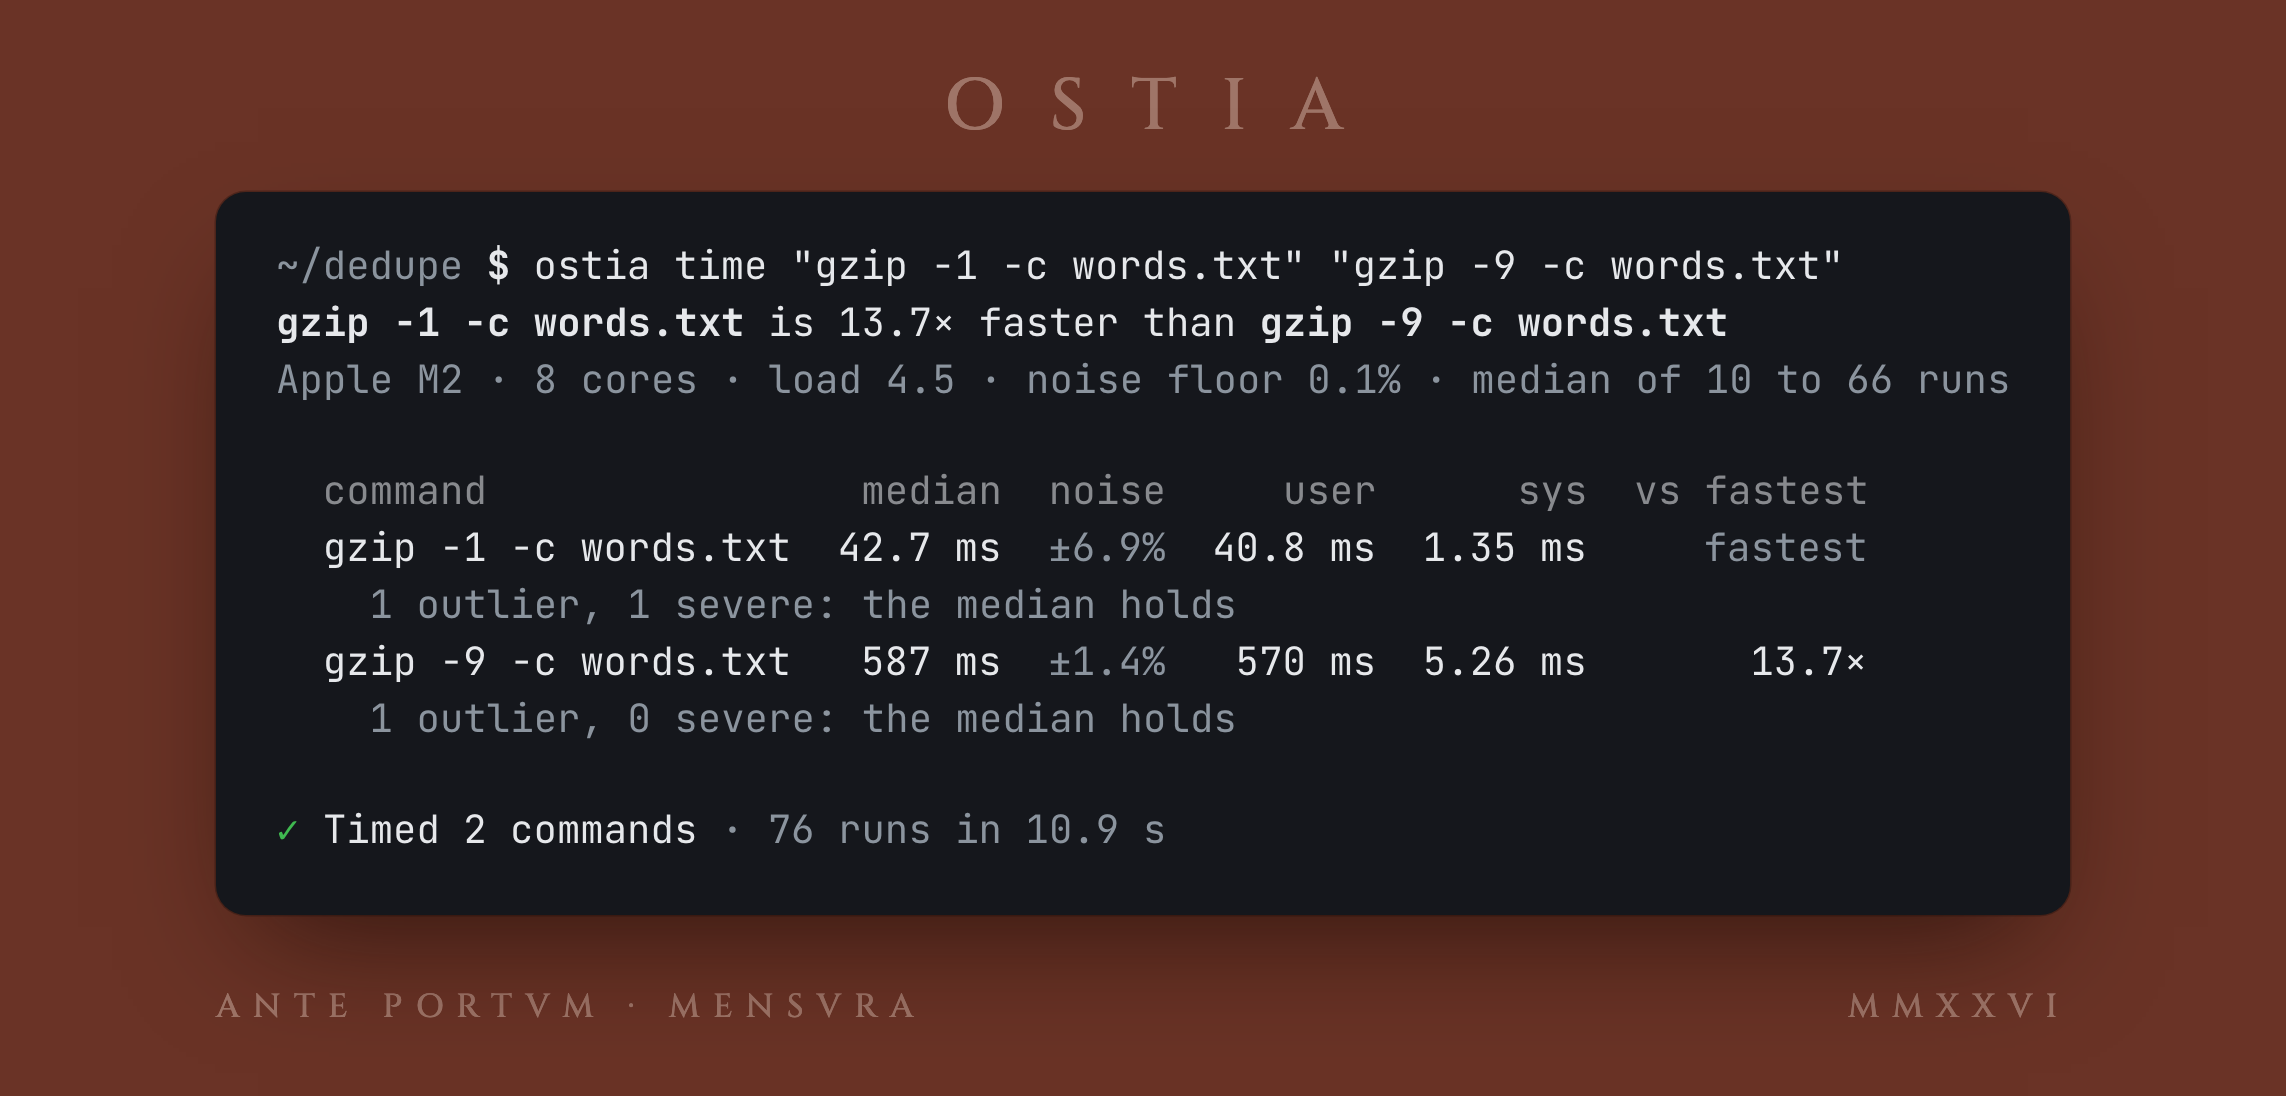 OSTIA
~/dedupe $ ostia time "gzip -1 -c words.txt" "gzip -9 -c words.txt"
gzip -1 -c words.txt is 13.7× faster than gzip -9 -c words.txt
Apple M2 · 8 cores · load 4.5 · noise floor 0.1% · median of 10 to 66 runs
command median noise user sys vs fastest
gzip -1 -c words.txt 42.7 ms ±6.9% 40.8 ms 1.35 ms fastest
1 outlier, 1 severe: the median holds
gzip -9 -c words.txt 587 ms ±1.4% 570 ms 5.26 ms 13.7×
1 outlier, 0 severe: the median holds
✓ Timed 2 commands · 76 runs in 10.9 s
ANTE PORTVM · MENSVRA MMXXVI